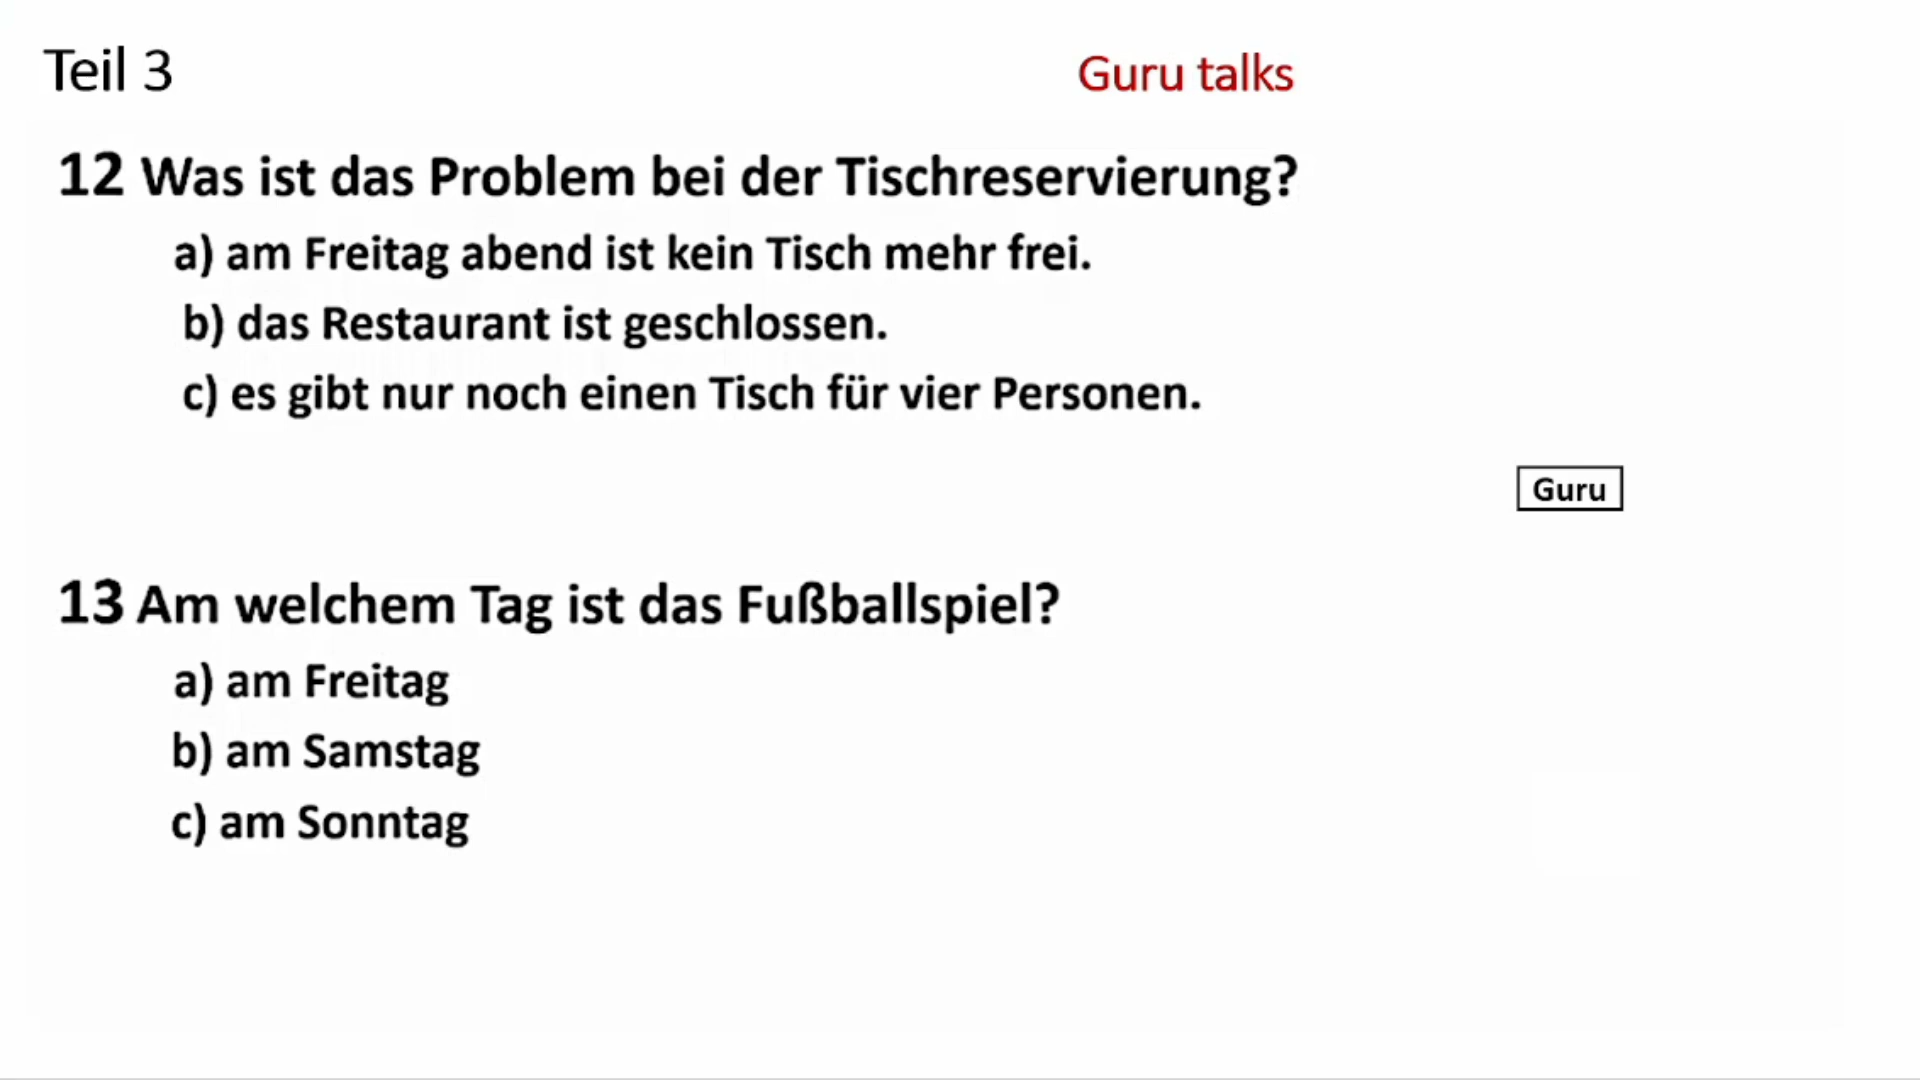 Teil 3
Guru talks
12 Was ist das Problem bei der Tischreservierung?
a) am Freitag abend ist kein Tisch mehr frei.
b) das Restaurant ist geschlossen.
c) es gibt nur noch einen Tisch für vier Personen.
Guru
13 Am welchem Tag ist das Fußballspiel?
a) am Freitag
b) am Samstag
c) am Sonntag